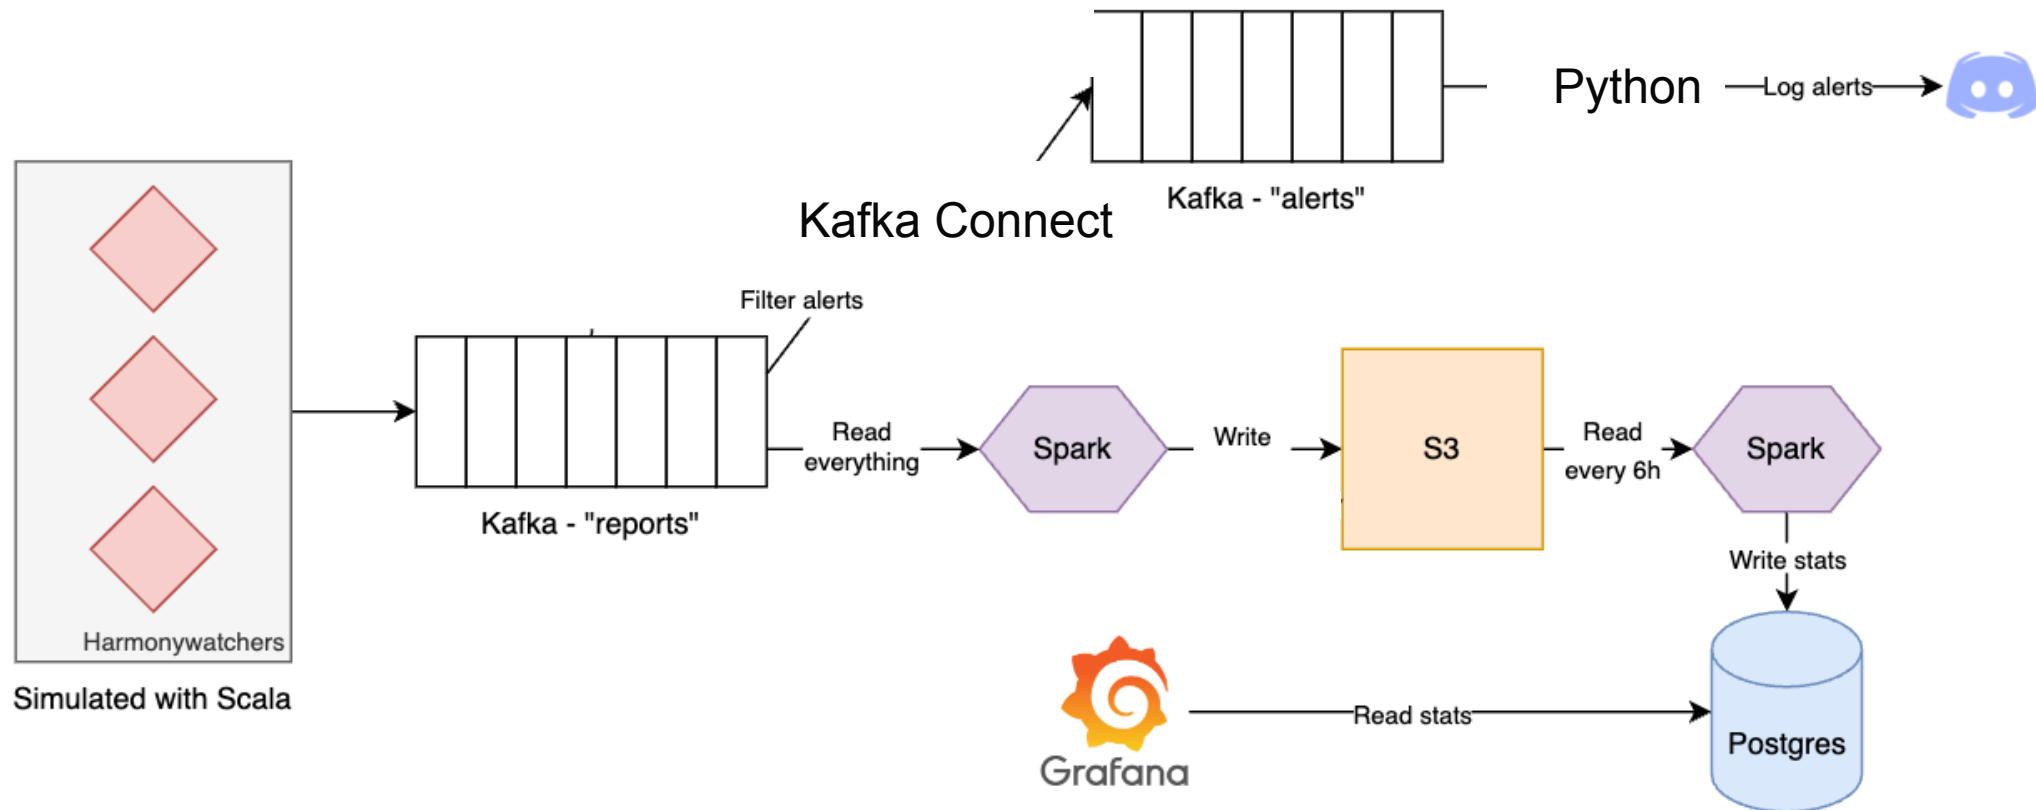 Python
Log alerts
Kafka - "alerts"
Kafka Connect
Filter alerts
Read
everything
Spark
Write
S3
Read
every 6h
Spark
Kafka - "reports"
Write stats
Harmonywatchers
Simulated with Scala
Grafana
Read stats
Postgres